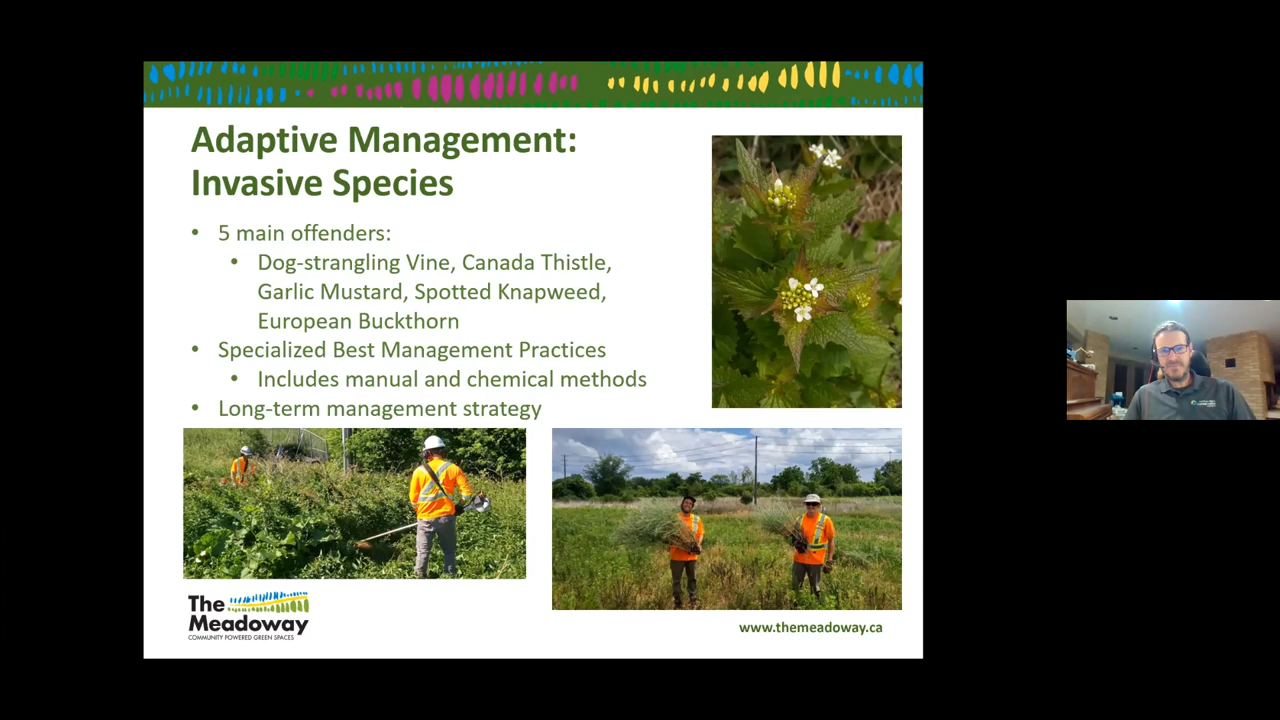 Adaptive Management:
Invasive Species
• 5 main offenders:
• Dog-strangling Vine, Canada Thistle,
Garlic Mustard, Spotted Knapweed,
European Buckthorn
• Specialized Best Management Practices
• Includes manual and chemical methods
• Long-term management strategy
The
Meadoway
COMMUNITY POWERED GREEN SPACES
www.themeadoway.ca